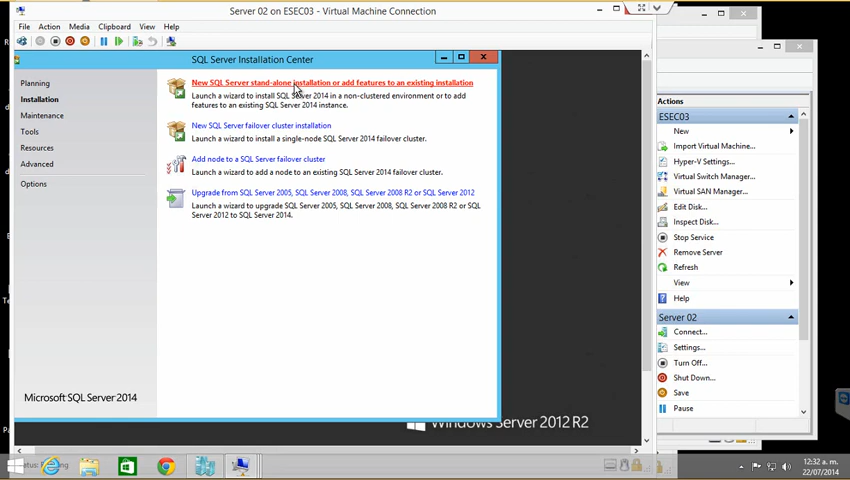 Server 02 on ESEC03 - Virtual Machine Connection
File Action Media Clipboard View Help
SQL Server Installation Center
Planning
Installation
Maintenance
Tools
Resources
Advanced
Options
Microsoft SQL Server 2014
New SQL Server stand-alone installation or add features to an existing installation
Launch a wizard to install SQL Server 2014 in a non-clustered environment or to add
features to an existing SQL Server 2014 instance.
New SQL Server failover cluster installation
Launch a wizard to install a single-node SQL Server 2014 failover cluster.
Add node to a SQL Server failover cluster
Launch a wizard to add a node to an existing SQL Server 2014 failover cluster.
Upgrade from SQL Server 2005, SQL Server 2008, SQL Server 2008 R2 or SQL Server 2012
Launch a wizard to upgrade SQL Server 2005, SQL Server 2008, SQL Server 2008 R2 or SQL
Server 2012 to SQL Server 2014.
Windows Server 2012 R2
Actions
ESEC03
New
Import Virtual Machine...
Hyper-V Settings...
Virtual Switch Manager...
Virtual SAN Manager...
Edit Disk...
Inspect Disk...
Stop Service
Remove Server
Refresh
View
Help
Server 02
Connect...
Settings...
Turn Off...
Shut Down...
Save
Pause
12:32 a. m.
22/07/2014